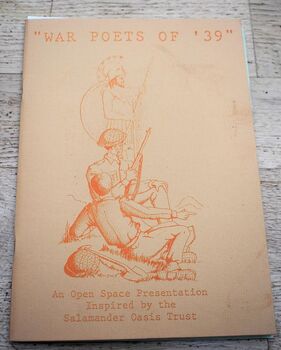 "WAR POETS OF '39"
An Open Space Presentation
Inspired by the
Salamander Oasis Trust